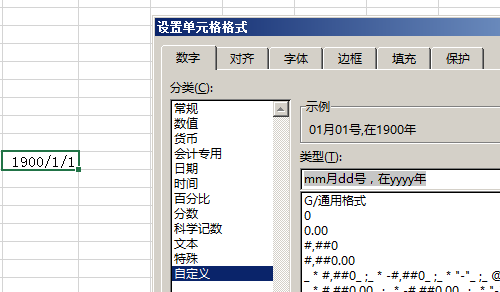 设置单元格格式
数字 对齐 字体 边框 填充 保护
分类(C):
常规
数值
货币
会计专用
日期
时间
百分比
分数
科学记数
文本
特殊
自定义
1900/1/1
示例
01月01号,在1900年
类型(T):
mm月dd号，在yyyy年
G/通用格式
0
0.00
#,##0
#,##0.00
_ * #,##0_ ;_ * -#,##0_ ;_ * "-"_ ;_ @